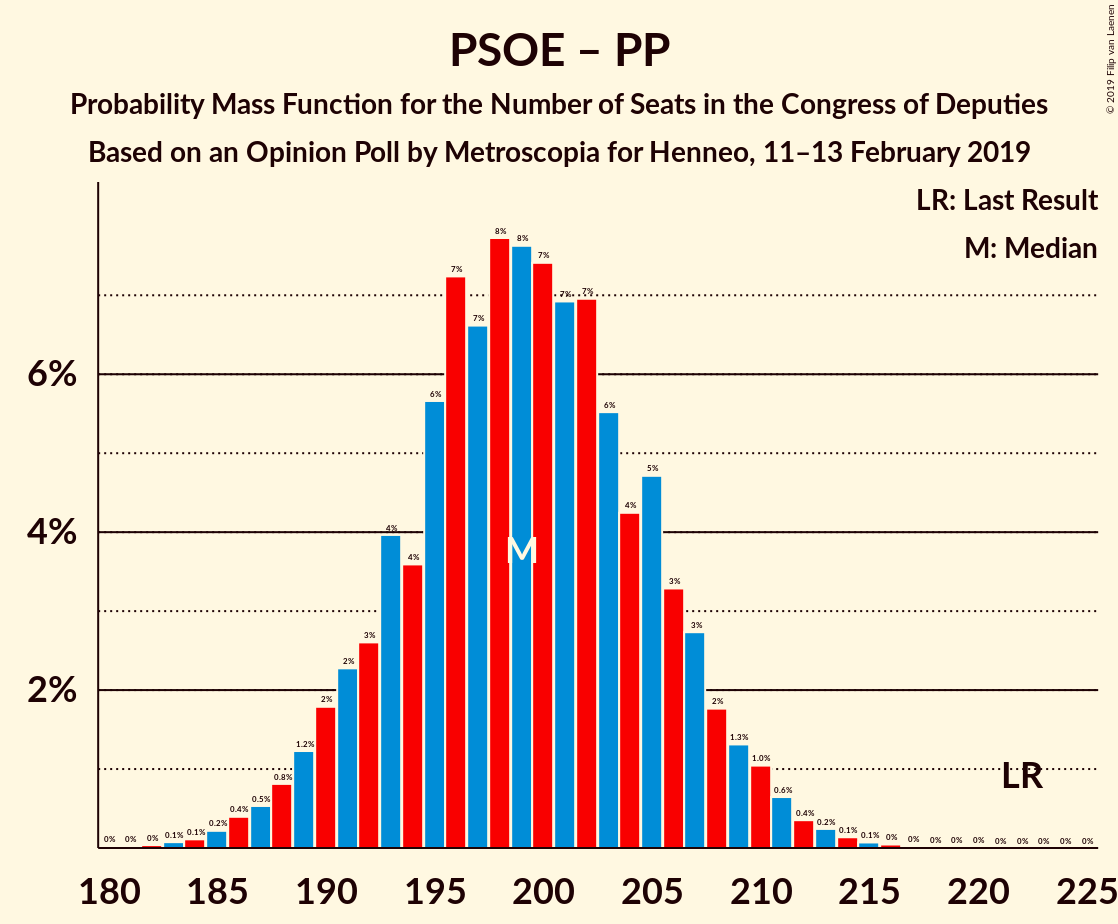 PSOE – PP
Probability Mass Function for the Number of Seats in the Congress of Deputies
Based on an Opinion Poll by Metroscopia for Henneo, 11–13 February 2019
© 2019 Filip van Laenen
LR: Last Result
M: Median
6%
4%
2%
0% 0% 0% 0.1% 0.1% 0.2% 0.4% 0.5% 0.8% 1.2% 2% 2% 3% 4% 4% 6% 7% 7% 8% 8% 7% 7% 7% 6% 4% 5% 3% 3% 2% 1.3% 1.0% 0.6% 0.4% 0.2% 0.1% 0.1% 0% 0% 0% 0% 0% 0% 0% 0% 0% 0%
M
LR
180 185 190 195 200 205 210 215 220 225